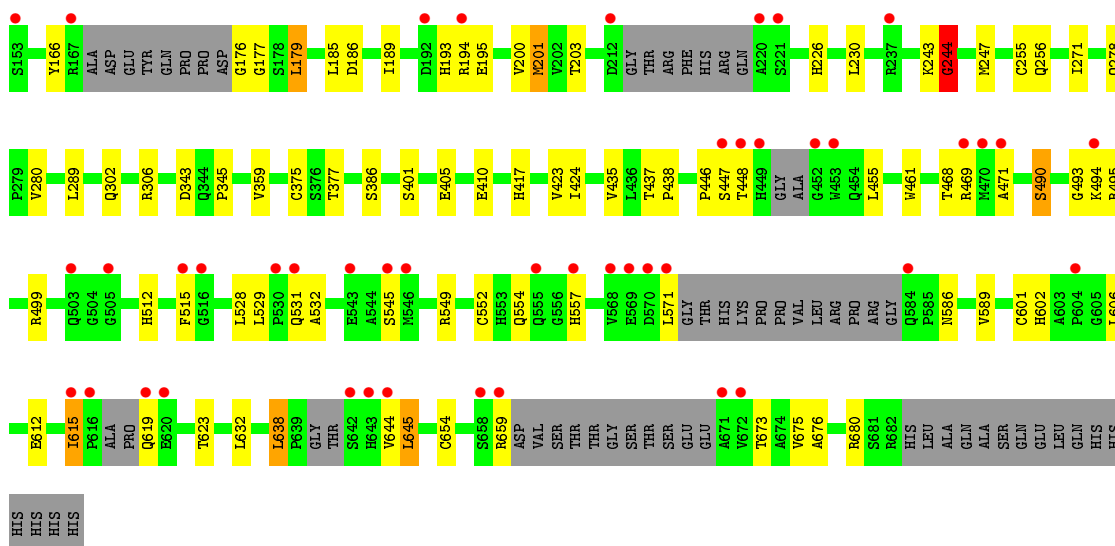 S153 Y166 R167 ALA ASP GLU TYR GLN PRO PRO ASP G176 G177 S178 L179 L185 D186 I189 D192 H193 R194 E195 V200 M201 V202 T203 D212 GLY THR ARG PHE HIS ARG GLN A220 S221 H226 L230 R237 K243 G244 M247 C255 Q256 I271
P279 V280 L289 Q302 R306 D343 Q344 P345 V359 C375 S376 T377 S386 S401 E405 E410 H417 V423 I424 V435 L436 T437 P438 P446 S447 T448 H449 GLY ALA G452 W453 Q454 L455 W461 T468 R469 M470 A471 S490 G493 K494
R499 Q503 G504 G505 H512 F515 G516 L528 L529 P530 Q531 A532 E543 A544 S545 M546 R549 C552 H553 Q554 Q555 G556 H557 V568 E569 D570 L571 GLY THR HIS LYS PRO PRO VAL LEU ARG PRO ARG GLY Q584 P585 N586 V589 C601 H602 A603 P604 G605 L606
E612 I615 P616 ALA PRO Q619 E620 T623 L632 L638 P639 GLY THR S642 H643 V644 L645 C654 S658 R659 ASP VAL SER THR THR GLY SER THR SER GLU GLU A671 V672 T673 A674 V675 A676 R680 S681 R682 HIS LEU ALA GLN ALA SER GLN GLU LEU GLN HIS HIS
HIS HIS HIS HIS